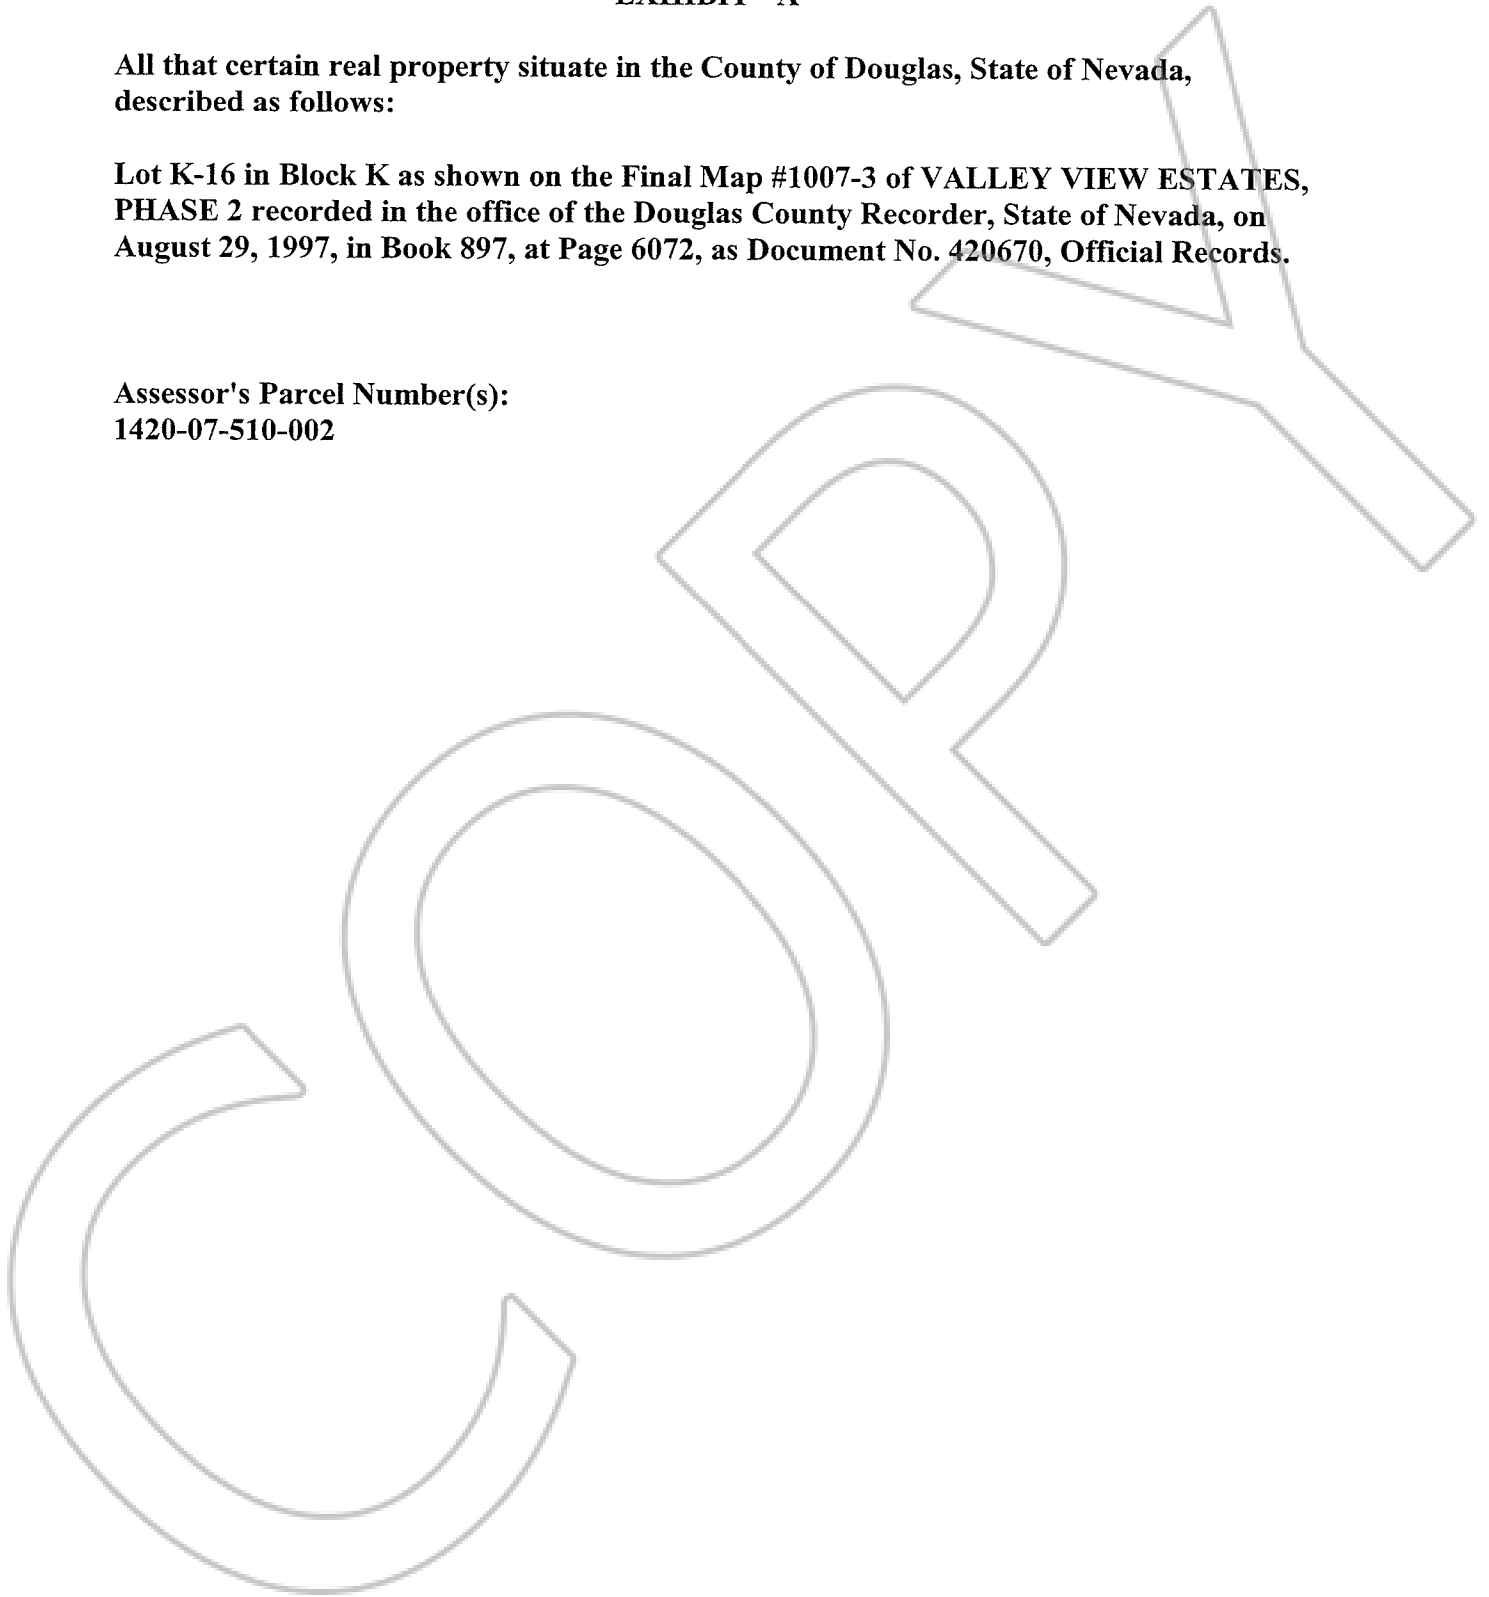 EXHIBIT "A"
All that certain real property situate in the County of Douglas, State of Nevada,
described as follows:
Lot K-16 in Block K as shown on the Final Map #1007-3 of VALLEY VIEW ESTATES,
PHASE 2 recorded in the office of the Douglas County Recorder, State of Nevada, on
August 29, 1997, in Book 897, at Page 6072, as Document No. 420670, Official Records.
Assessor's Parcel Number(s):
1420-07-510-002
COPY